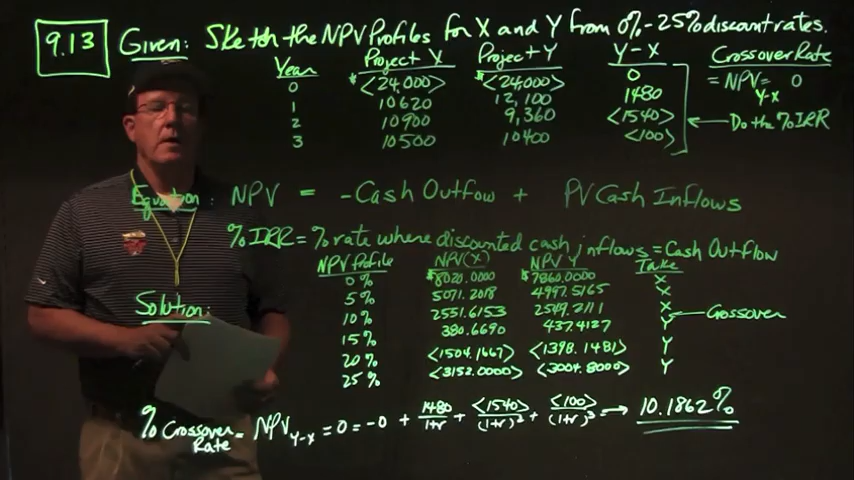 9.13 Given: Sketch the NPV Profiles for X and Y from 0%-25% discount rates.
Year Project X Project Y Y-X Crossover Rate
0 $<24,000> $<24,000> 0 = NPV Y-X = 0
1 10620 12,100 1480
2 10900 9,360 <1540> Do the % IRR
3 10500 10400 <100>
Equation: NPV = -Cash Outflow + PV Cash Inflows
% IRR = % rate where discounted cash inflows = Cash Outflow
NPV Profile NPV(X) NPV Y Take
0% $8020.0000 $7860.0000 X
5% 5071.2018 4997.5165 X
Solution: 10% 2551.6153 2549.2111 X Crossover
15% 380.6690 437.4127 Y
20% <1504.1667> <1398.1481> Y
25% <3152.0000> <3004.8000> Y
% Crossover Rate = NPV Y-X = 0 = -0 + 1480/1+r + <1540>/(1+r)² + <100>/(1+r)³ → 10.1862%